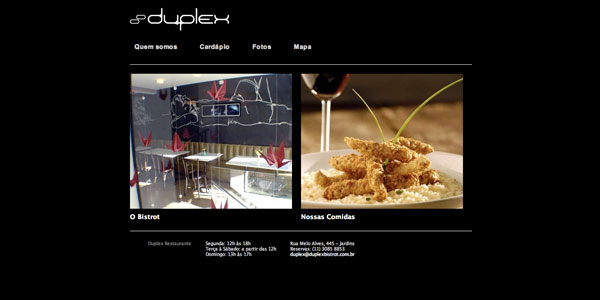 duplex
Quem somos Cardápio Fotos Mapa
O Bistrot Nossas Comidas
Duplex Restaurante Segunda: 12h às 18h Rua Melo Alves, 445 - Jardins
Terça à Sábado: a partir das 12h Reservas: (11) 3085 8853
Domingo: 13h às 17h duplex@duplexbistrot.com.br